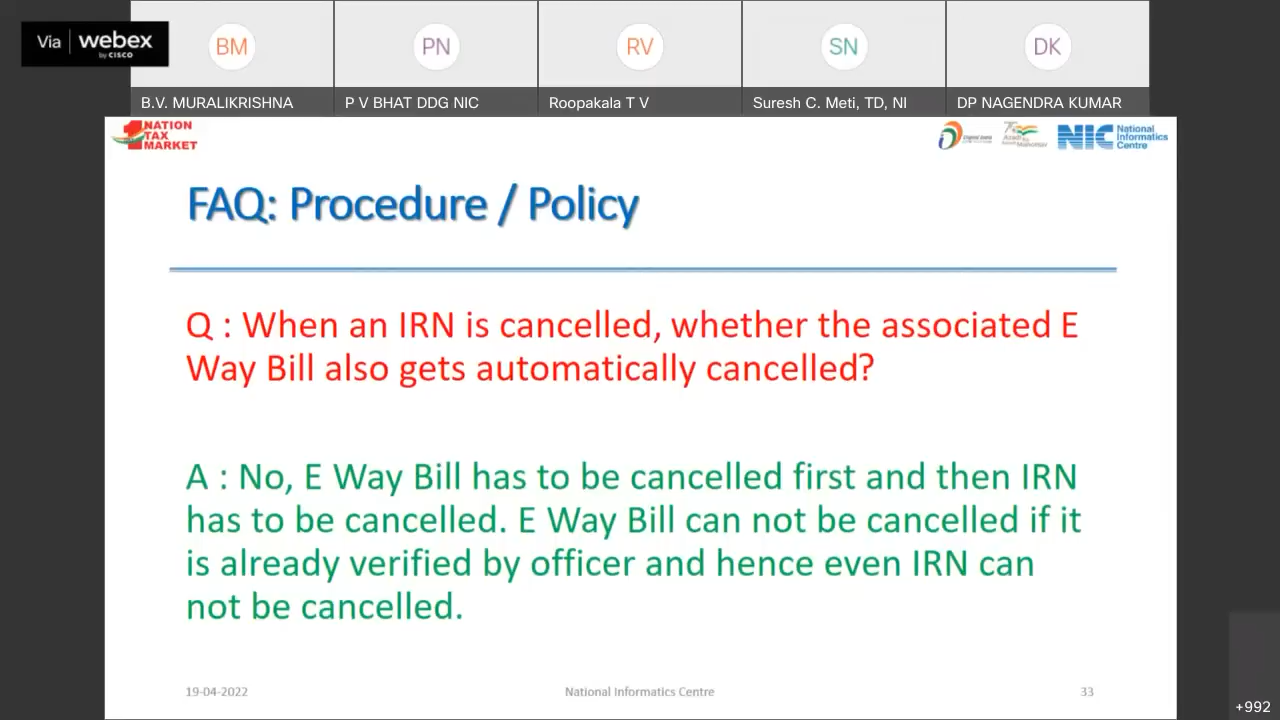 Via webex
by CISCO
BM
PN
RV
SN
DK
B.V. MURALIKRISHNA
P V BHAT DDG NIC
Roopakala T V
Suresh C. Meti, TD, NI
DP NAGENDRA KUMAR
1 NATION
TAX
MARKET
Azadi
NIC National
Informatics
Centre
FAQ: Procedure / Policy
Q : When an IRN is cancelled, whether the associated E
Way Bill also gets automatically cancelled?
A : No, E Way Bill has to be cancelled first and then IRN
has to be cancelled. E Way Bill can not be cancelled if it
is already verified by officer and hence even IRN can
not be cancelled.
19-04-2022
National Informatics Centre
33
+992